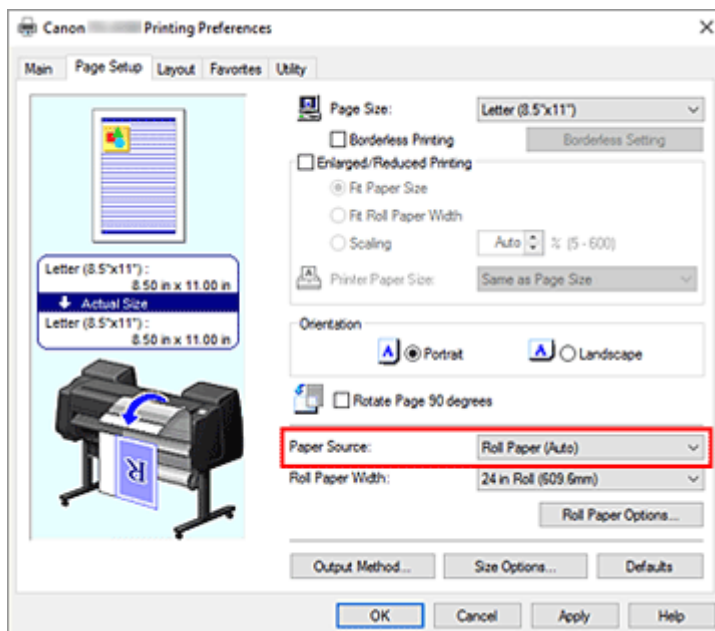 Canon Printing Preferences
Main Page Setup Layout Favorites Utility
Page Size: Letter (8.5"x11")
Borderless Printing Borderless Setting
Enlarged/Reduced Printing
Fit Paper Size
Fit Roll Paper Width
Scaling Auto % (5 - 600)
Printer Paper Size: Same as Page Size
Letter (8.5"x11") :
8.50 in x 11.00 in
Actual Size
Letter (8.5"x11") :
8.50 in x 11.00 in
Orientation
A Portrait A Landscape
Rotate Page 90 degrees
Paper Source: Roll Paper (Auto)
Roll Paper Width: 24 in Roll (609.6mm)
R
Roll Paper Options...
Output Method... Size Options... Defaults
OK Cancel Apply Help